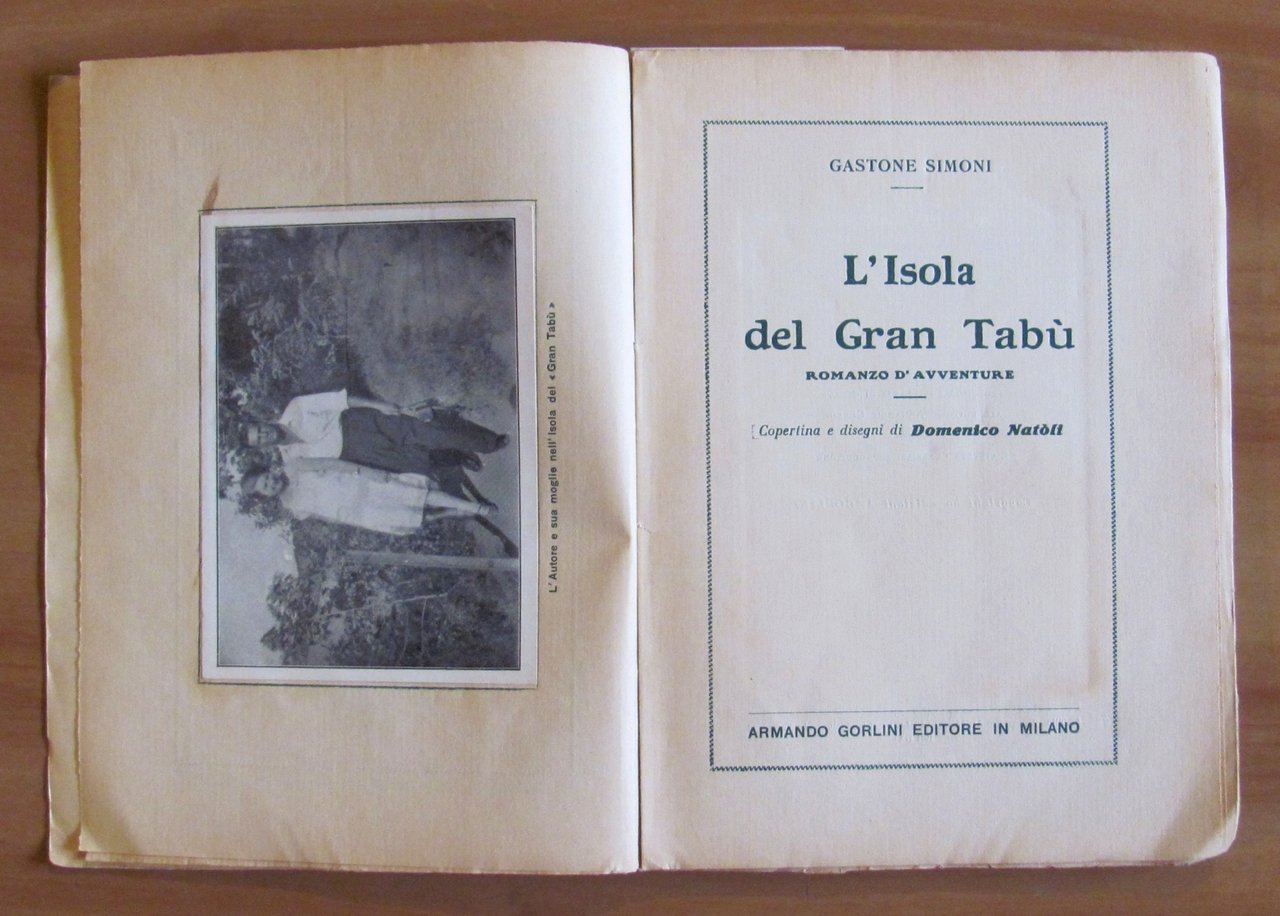 L'Autore e sua moglie nell'Isola del « Gran Tabù »
GASTONE SIMONI
L'Isola
del Gran Tabù
ROMANZO D'AVVENTURE
Copertina e disegni di Domenico Natòli
ARMANDO GORLINI EDITORE IN MILANO